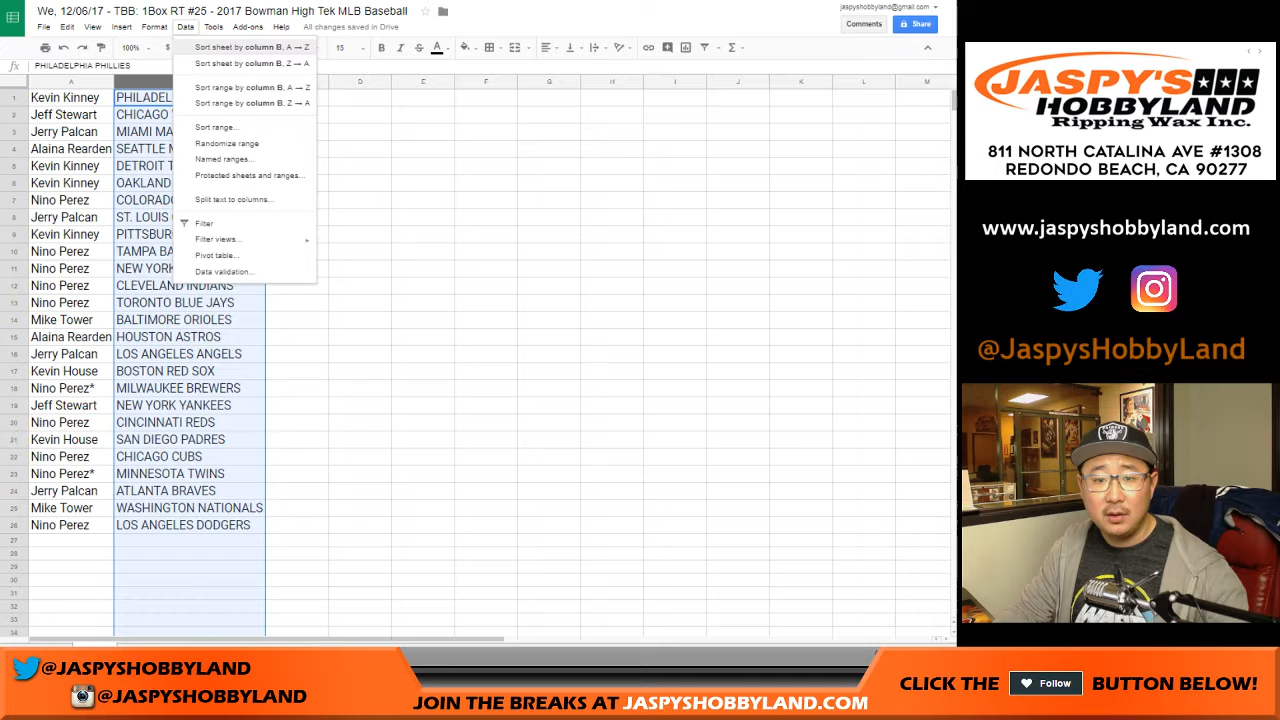 We, 12/06/17 - TBB: 1Box RT #25 - 2017 Bowman High Tek MLB Baseball
jaspyshobbyland@gmail.com
File Edit View Insert Format Data Tools Add-ons Help All changes saved in Drive
Comments Share
100% $ 15 B I S A
fx PHILADELPHIA PHILLIES
A D E F G H I J K L M
1 Kevin Kinney PHILADEL
2 Jeff Stewart CHICAGO
3 Jerry Palcan MIAMI MA
4 Alaina Rearden SEATTLE M
5 Kevin Kinney DETROIT T
6 Kevin Kinney OAKLAND
7 Nino Perez COLORAD
8 Jerry Palcan ST. LOUIS
9 Kevin Kinney PITTSBUR
10 Nino Perez TAMPA BA
11 Nino Perez NEW YORK
12 Nino Perez CLEVELAND INDIANS
13 Nino Perez TORONTO BLUE JAYS
14 Mike Tower BALTIMORE ORIOLES
15 Alaina Rearden HOUSTON ASTROS
16 Jerry Palcan LOS ANGELES ANGELS
17 Kevin House BOSTON RED SOX
18 Nino Perez* MILWAUKEE BREWERS
19 Jeff Stewart NEW YORK YANKEES
20 Nino Perez CINCINNATI REDS
21 Kevin House SAN DIEGO PADRES
22 Nino Perez CHICAGO CUBS
23 Nino Perez* MINNESOTA TWINS
24 Jerry Palcan ATLANTA BRAVES
25 Mike Tower WASHINGTON NATIONALS
26 Nino Perez LOS ANGELES DODGERS
27
28
29
30
31
32
33
34
Sort sheet by column B, A → Z
Sort sheet by column B, Z → A
Sort range by column B, A → Z
Sort range by column B, Z → A
Sort range...
Randomize range
Named ranges...
Protected sheets and ranges...
Split text to columns...
Filter
Filter views...
Pivot table...
Data validation...
JASPY'S
HOBBYLAND
Ripping Wax Inc.
811 NORTH CATALINA AVE #1308
REDONDO BEACH, CA 90277
www.jaspyshobbyland.com
@JaspysHobbyLand
@JASPYSHOBBYLAND
@JASPYSHOBBYLAND
JOIN THE BREAKS AT JASPYSHOBBYLAND.COM
CLICK THE Follow BUTTON BELOW!